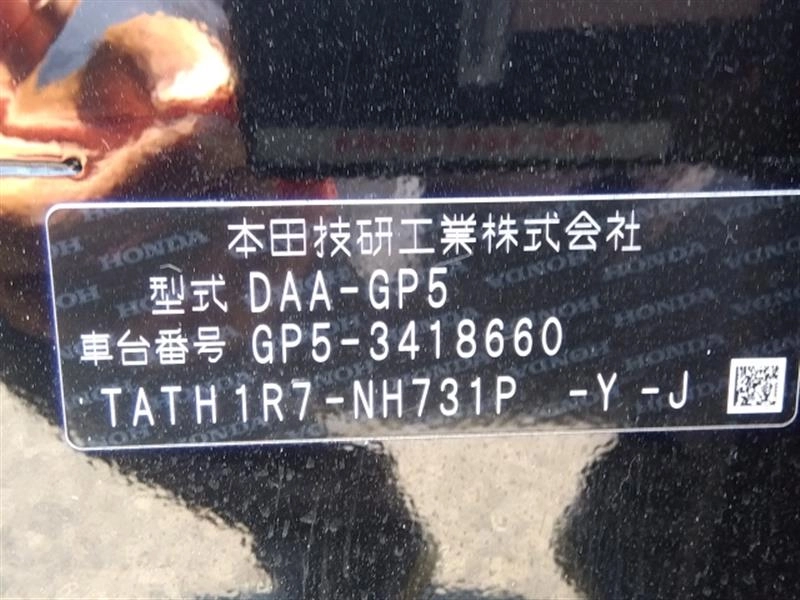 本田技研工業株式会社
型式 DAA-GP5
車台番号 GP5-3418660
TATH1R7-NH731P -Y -J